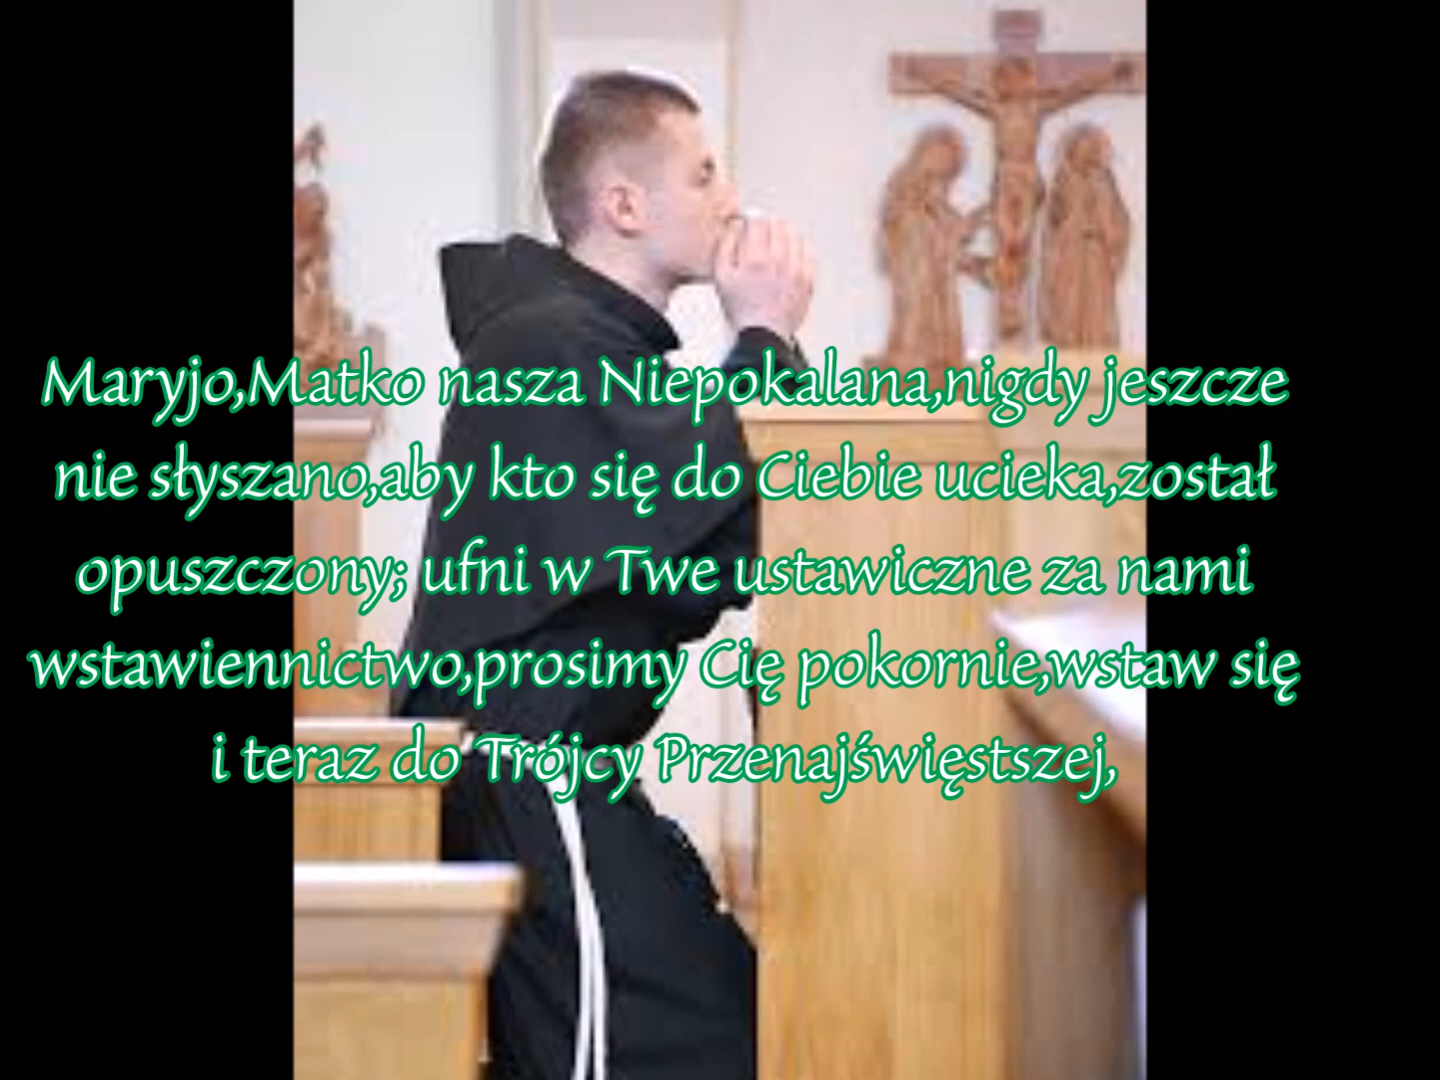 Maryjo,Matko nasza Niepokalana,nigdy jeszcze
nie słyszano,aby kto się do Ciebie ucieka,został
opuszczony; ufni w Twe ustawiczne za nami
wstawiennictwo,prosimy Cię pokornie,wstaw się
i teraz do Trójcy Przenajświęstszej,